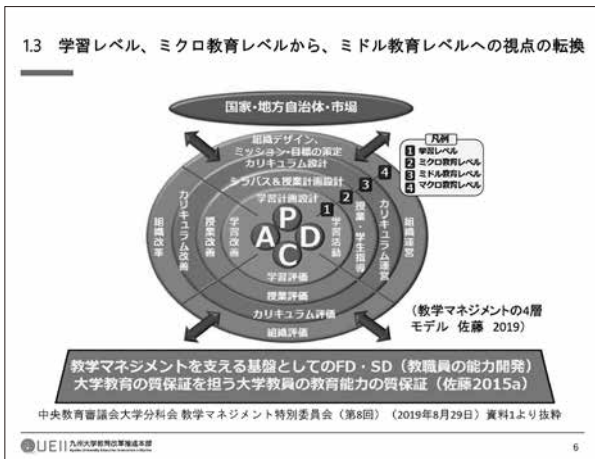 1.3 学習レベル、ミクロ教育レベルから、ミドル教育レベルへの視点の転換
国家・地方自治体・市場
組織デザイン、
ミッション・目標の策定
カリキュラム設計
シラバス&授業計画設計
学習計画設計
凡例
1 学習レベル
2 ミクロ教育レベル
3 ミドル教育レベル
4 マクロ教育レベル
1
2
3
4
P
A
D
C
組織改革
カリキュラム改善
授業改善
学習改善
学習活動
授業・学生指導
カリキュラム運営
組織運営
学習評価
授業評価
カリキュラム評価
組織評価
(教学マネジメントの4層
モデル 佐藤 2019)
教学マネジメントを支える基盤としてのFD・SD(教職員の能力開発)
大学教育の質保証を担う大学教員の教育能力の質保証(佐藤2015a)
中央教育審議会大学分科会 教学マネジメント特別委員会(第8回)(2019年8月29日)資料1より抜粋
UEII 九州大学教育改革推進本部
6